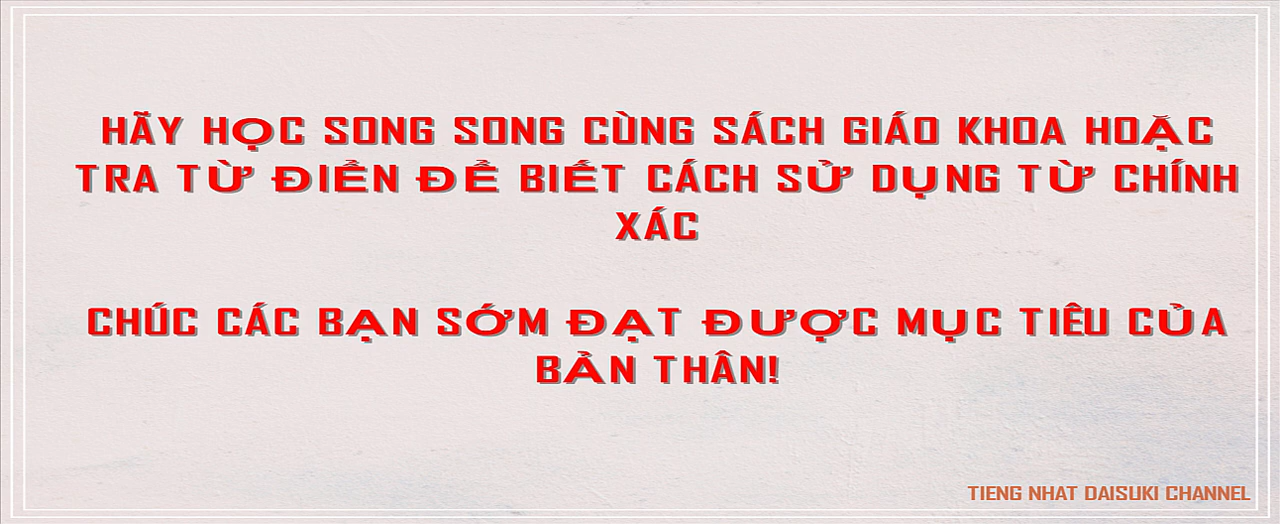 HÃY HỌC SONG SONG CÙNG SÁCH GIÁO KHOA HOẶC
TRA TỪ ĐIỂN ĐỂ BIẾT CÁCH SỬ DỤNG TỪ CHÍNH
XÁC
CHÚC CÁC BẠN SỚM ĐẠT ĐƯỢC MỤC TIÊU CỦA
BẢN THÂN!
TIENG NHAT DAISUKI CHANNEL